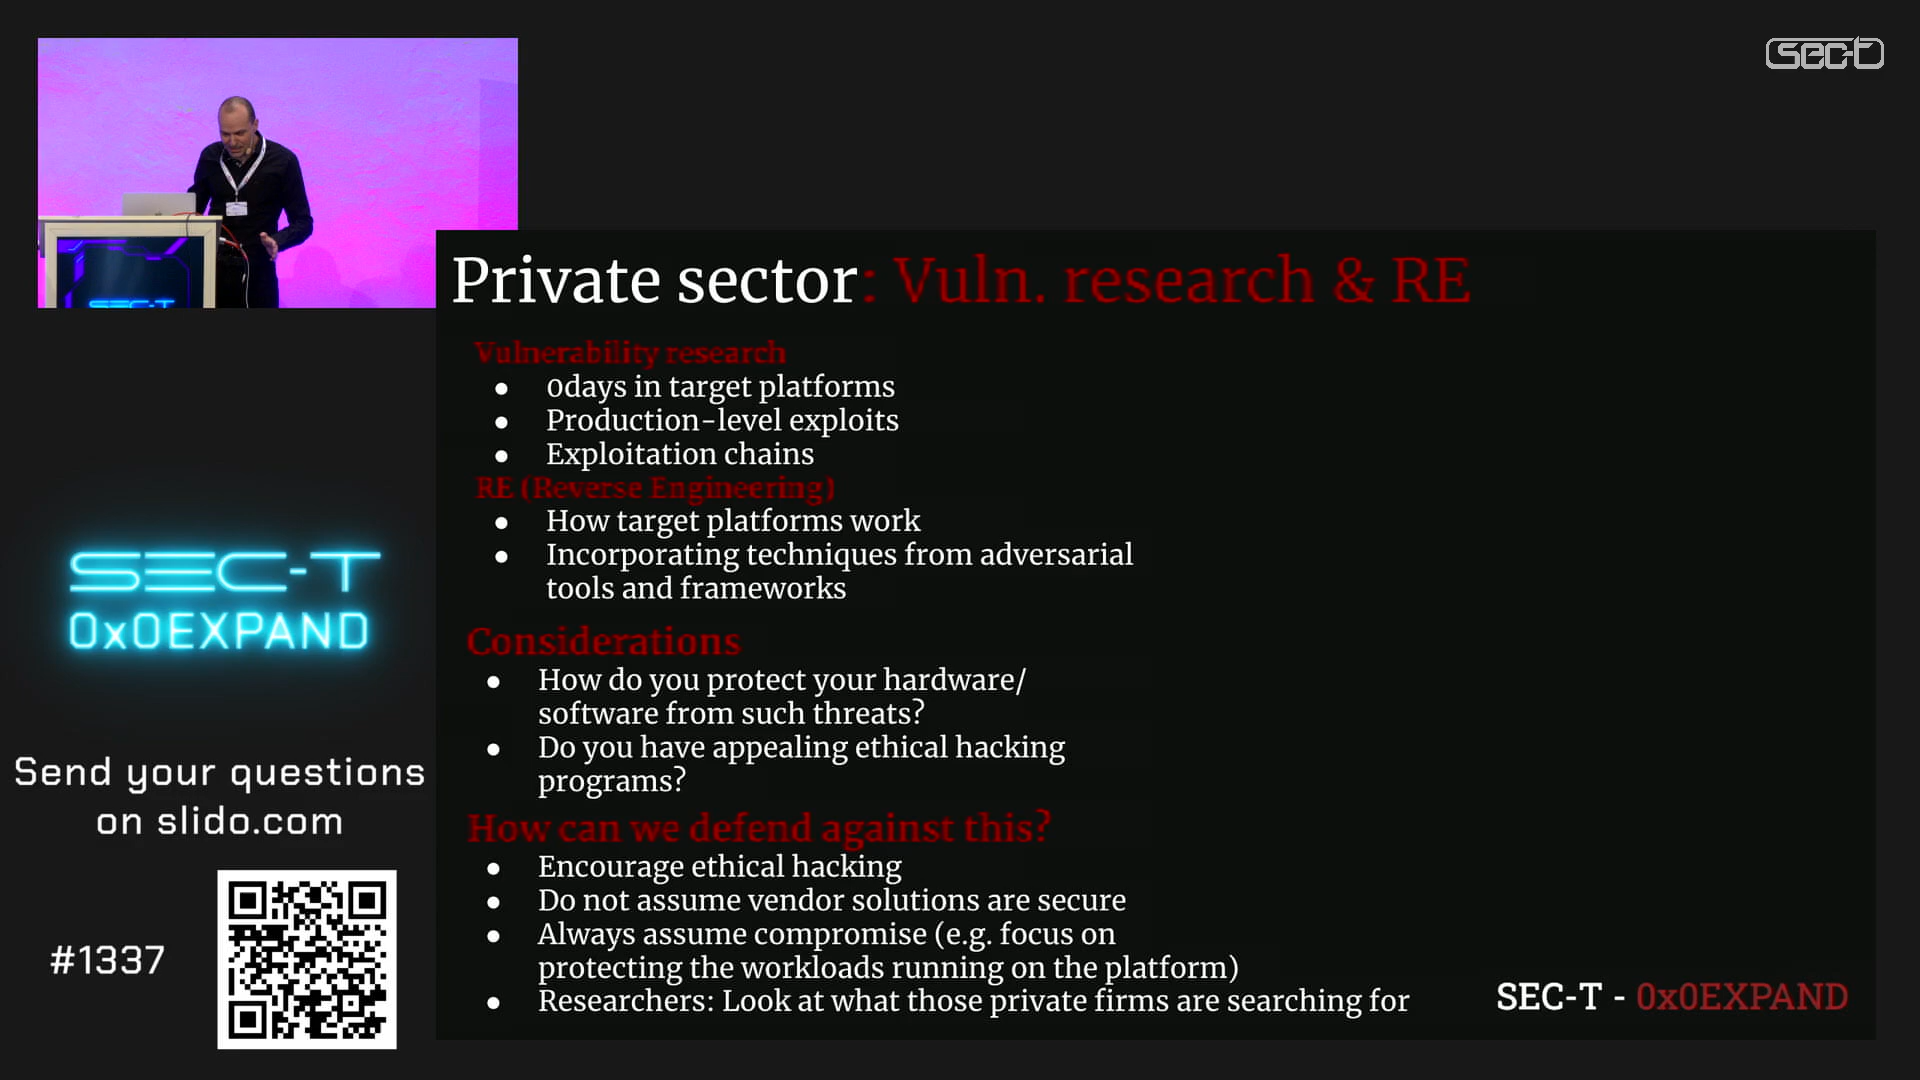 sec-t
SEC-T
Private sector: Vuln. research & RE
Vulnerability research
● 0days in target platforms
● Production-level exploits
● Exploitation chains
RE (Reverse Engineering)
● How target platforms work
● Incorporating techniques from adversarial
tools and frameworks
Considerations
● How do you protect your hardware/
software from such threats?
● Do you have appealing ethical hacking
programs?
How can we defend against this?
● Encourage ethical hacking
● Do not assume vendor solutions are secure
● Always assume compromise (e.g. focus on
protecting the workloads running on the platform)
● Researchers: Look at what those private firms are searching for
SEC-T - 0x0EXPAND
SEC-T
0x0EXPAND
Send your questions
on slido.com
#1337